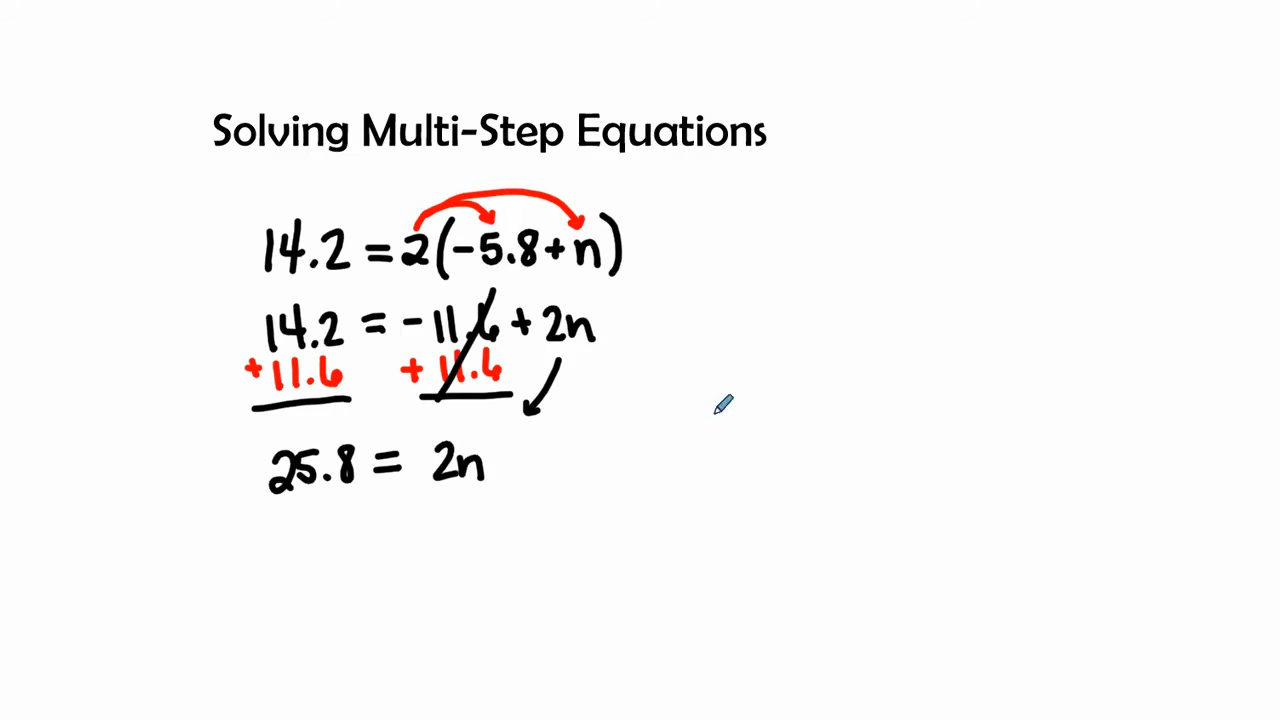 Solving Multi-Step Equations
14.2 = 2(-5.8 + n)
14.2 = -11.6 + 2n
+11.6 + 11.6
25.8 = 2n